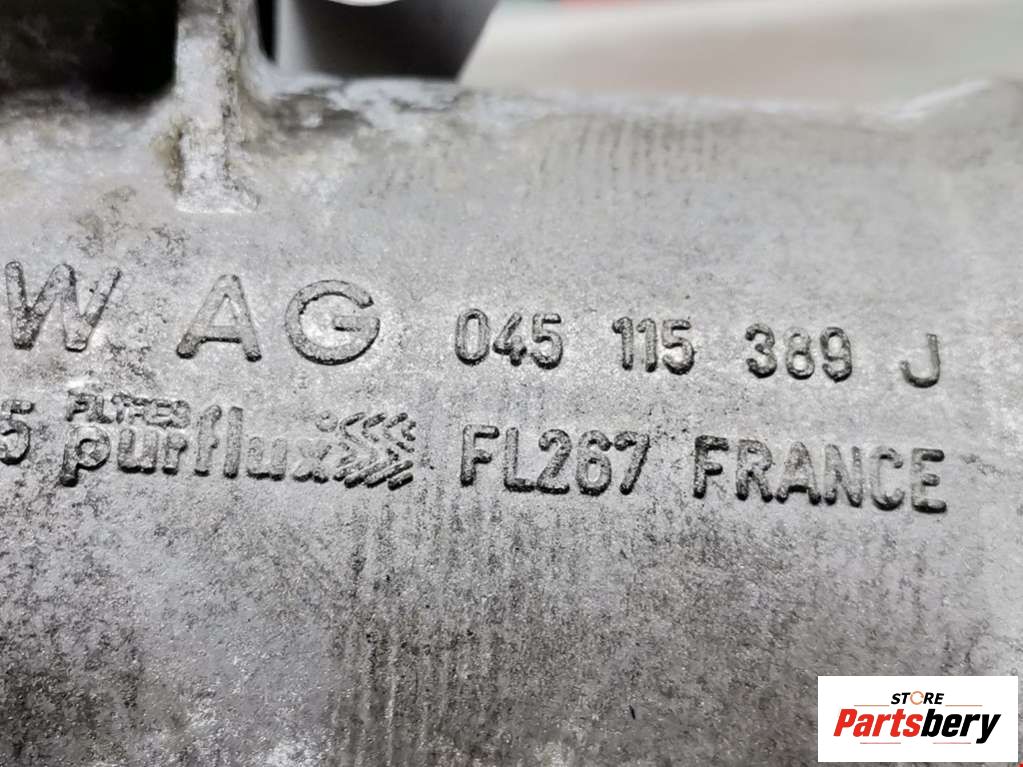 W AG 045 115 389 J
5 FILTRES purflux FL267 FRANCE
STORE
Partsbery